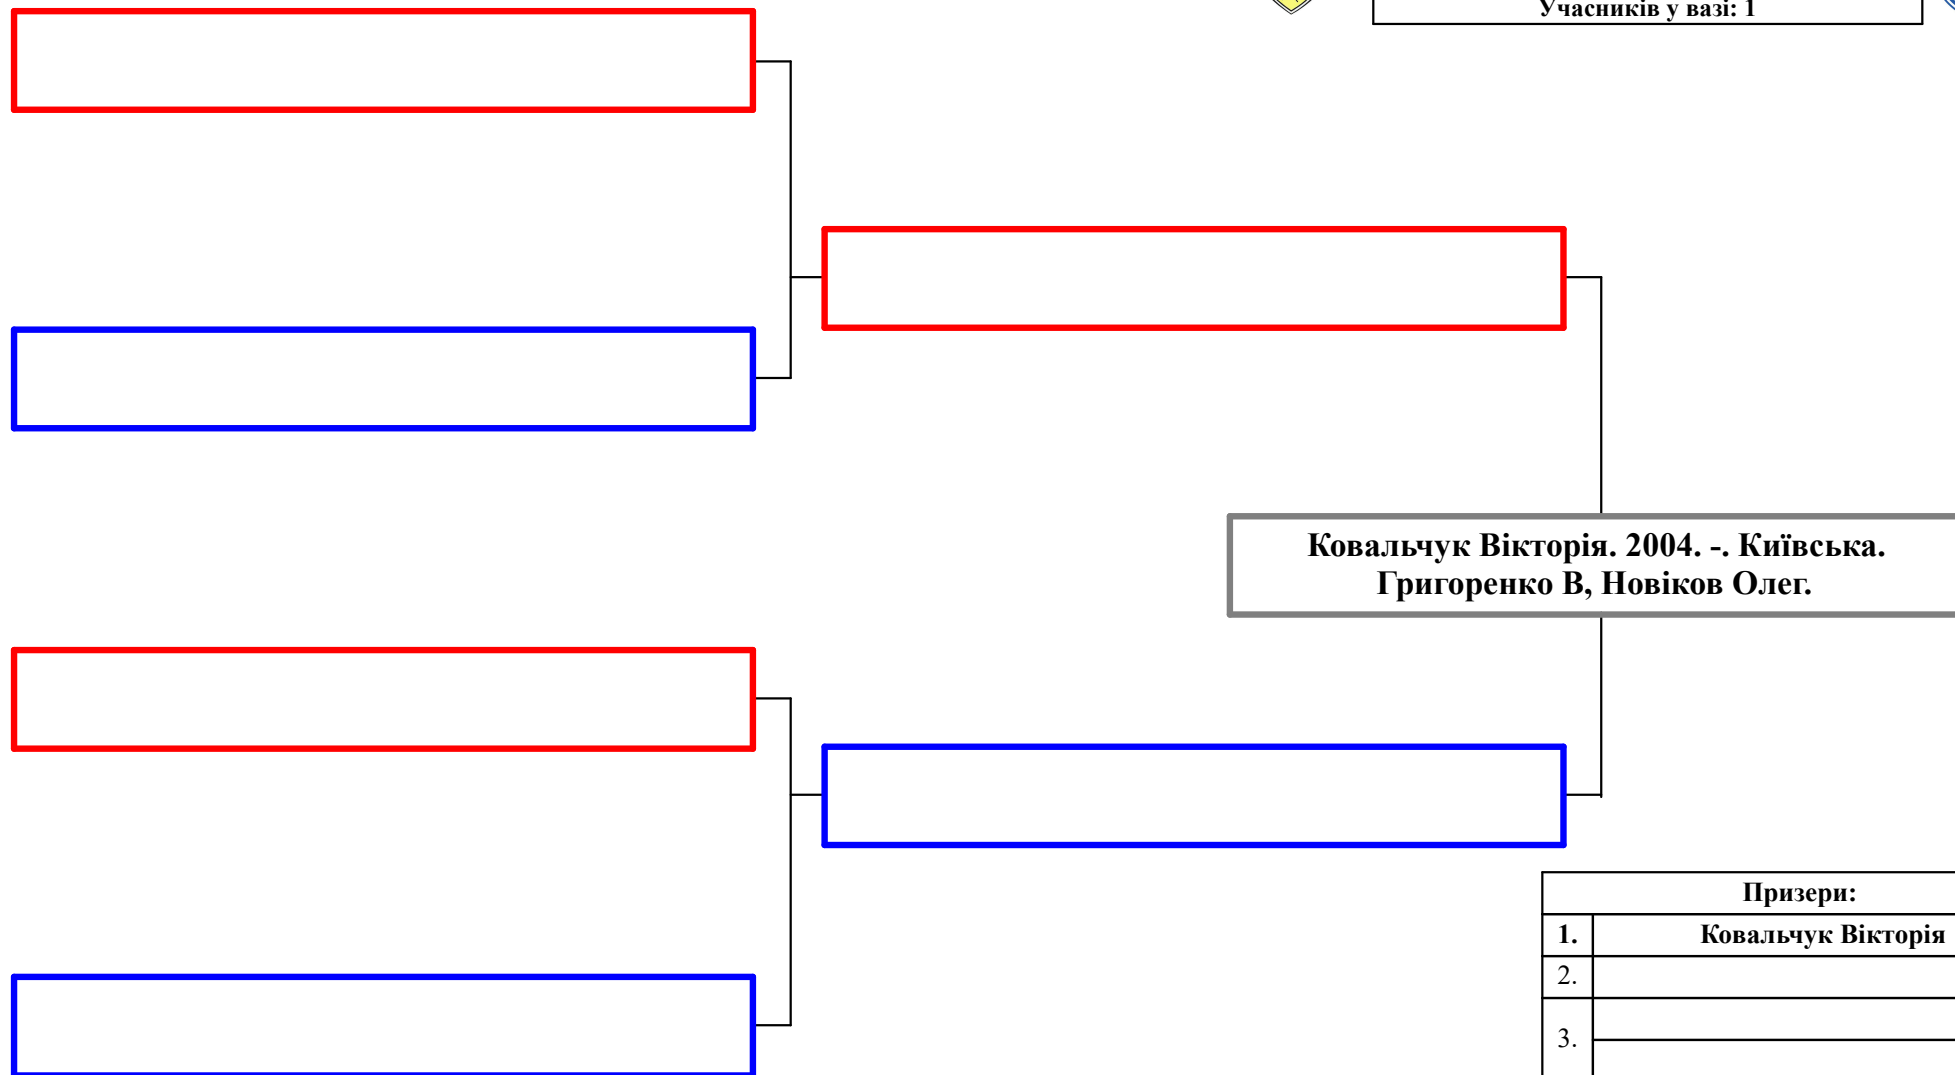 Учасників у вазі: 1
Ковальчук Вікторія. 2004. -. Київська.
Григоренко В, Новіков Олег.
Призери:
1. Ковальчук Вікторія
2.
3.